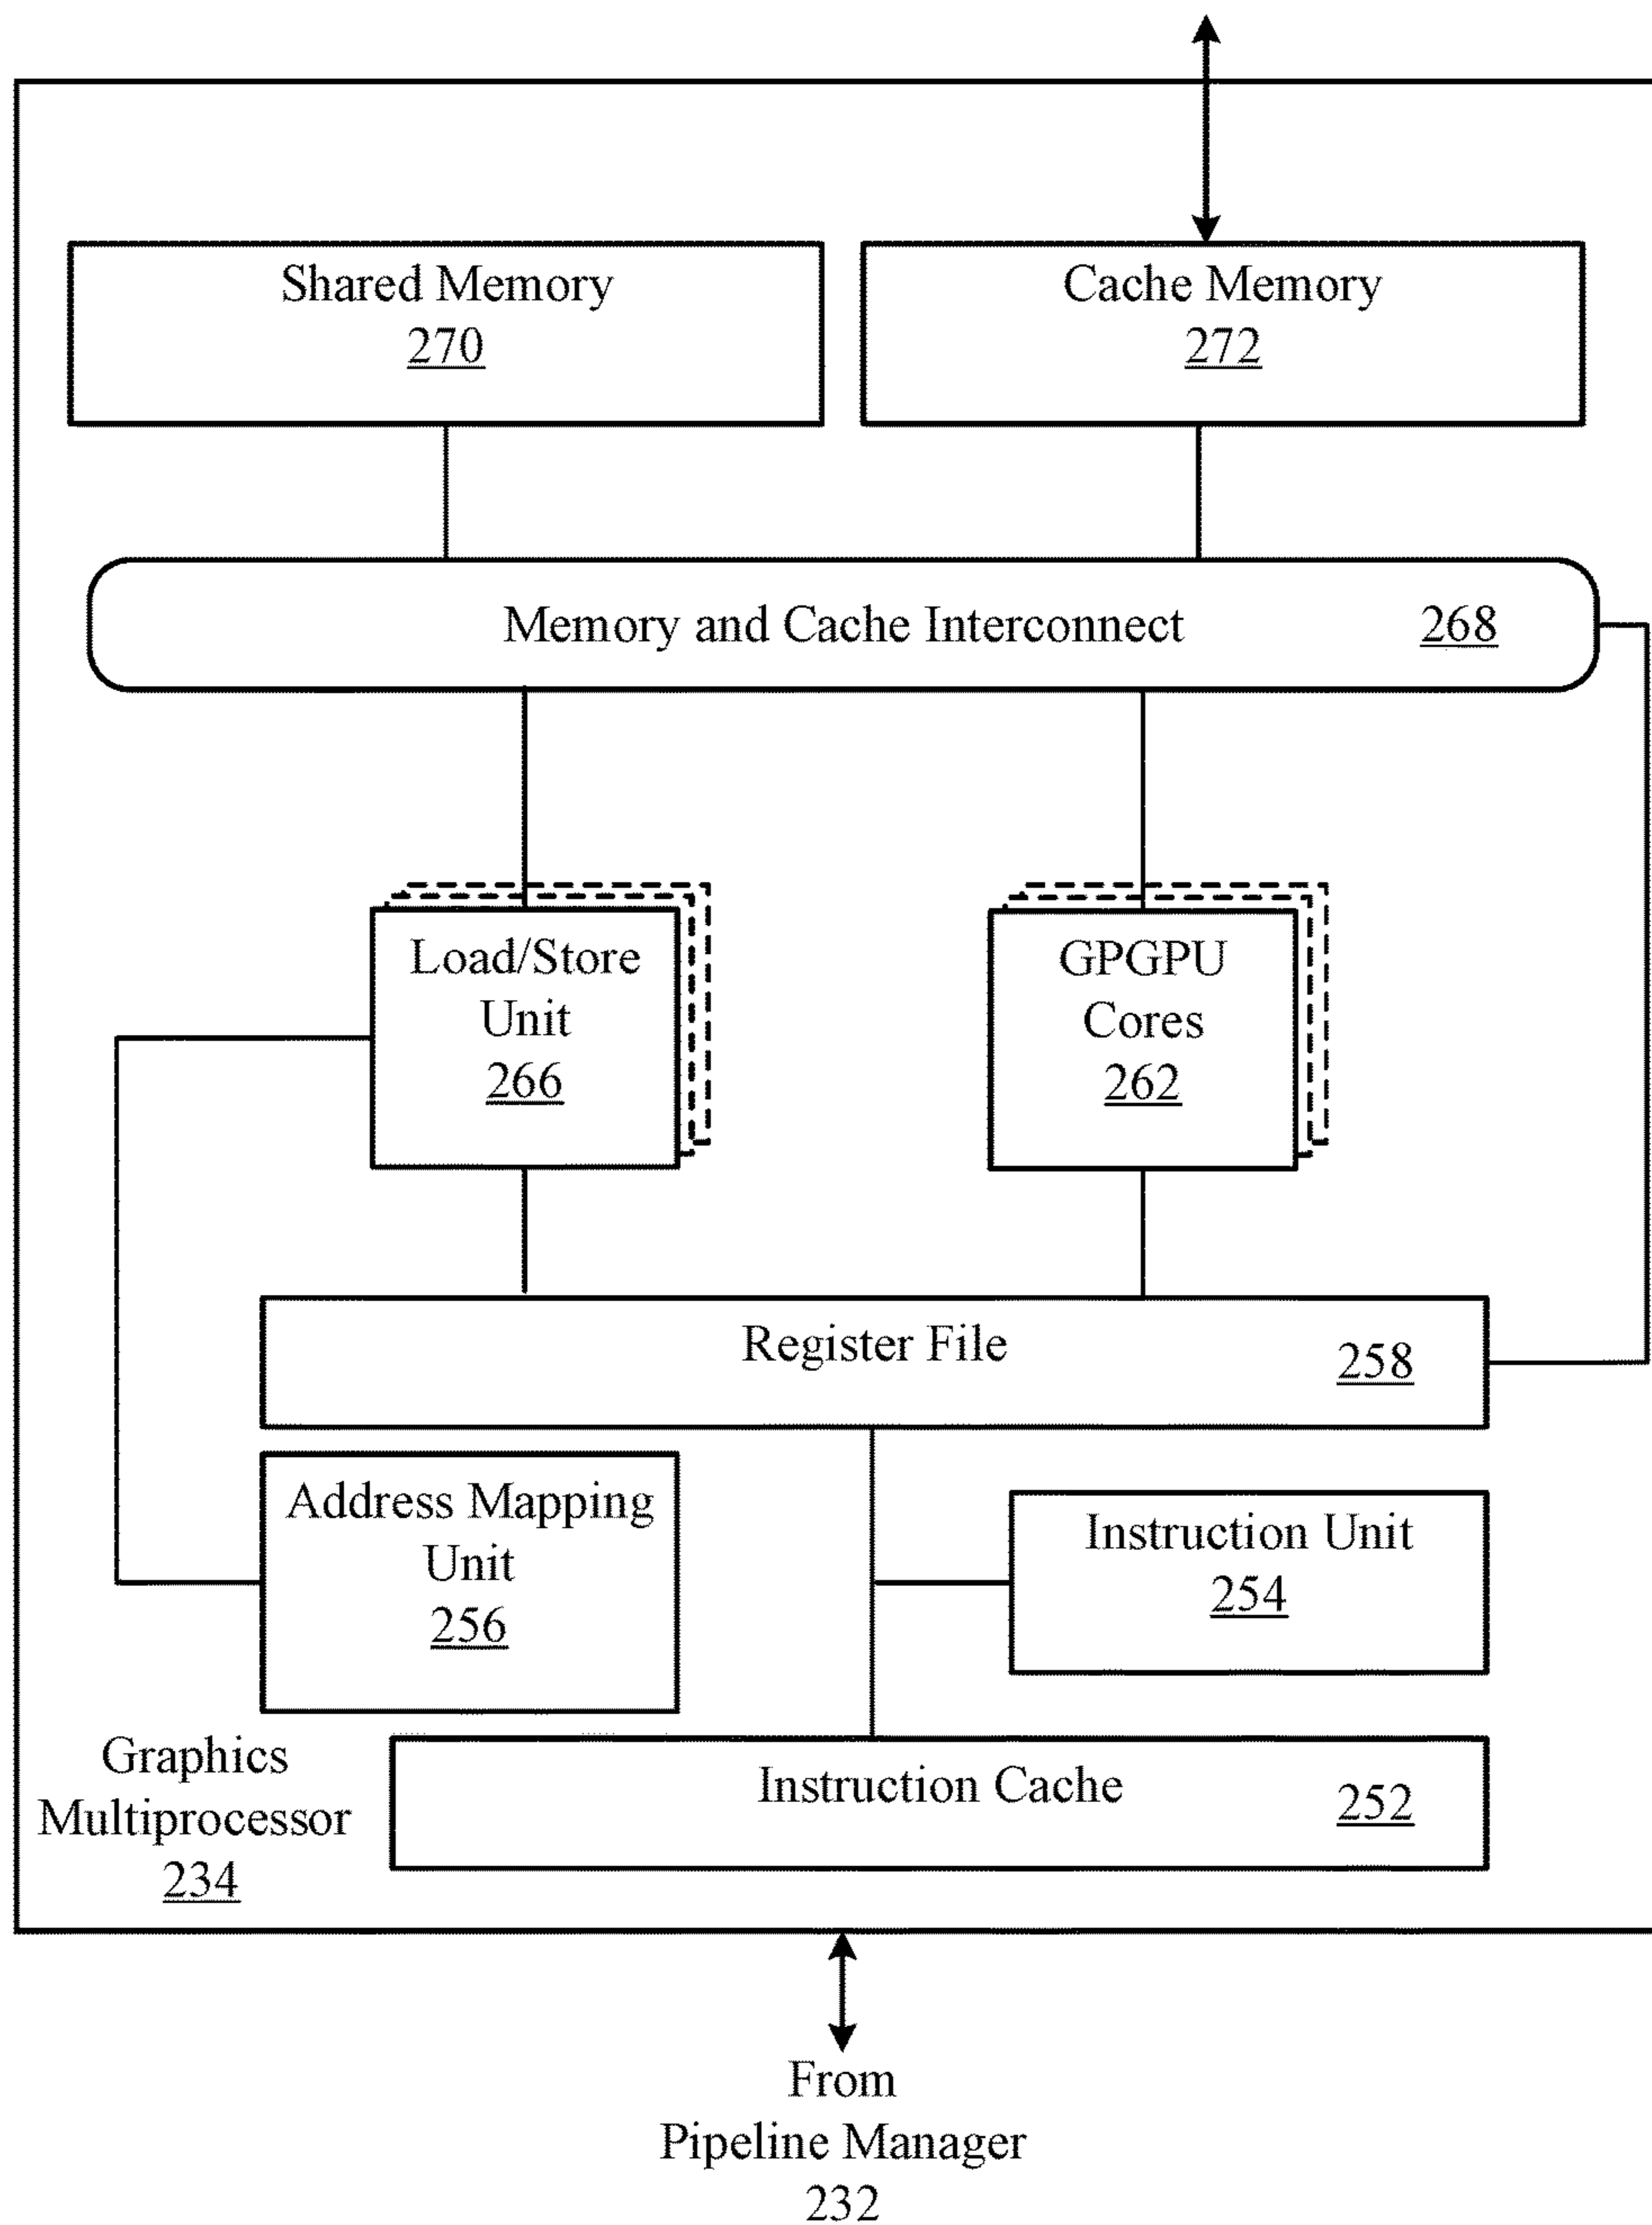 Shared Memory
270
Cache Memory
272
Memory and Cache Interconnect 268
Load/Store
Unit
266
GPGPU
Cores
262
Register File 258
Address Mapping
Unit
256
Instruction Unit
254
Graphics
Multiprocessor
234
Instruction Cache 252
From
Pipeline Manager
232